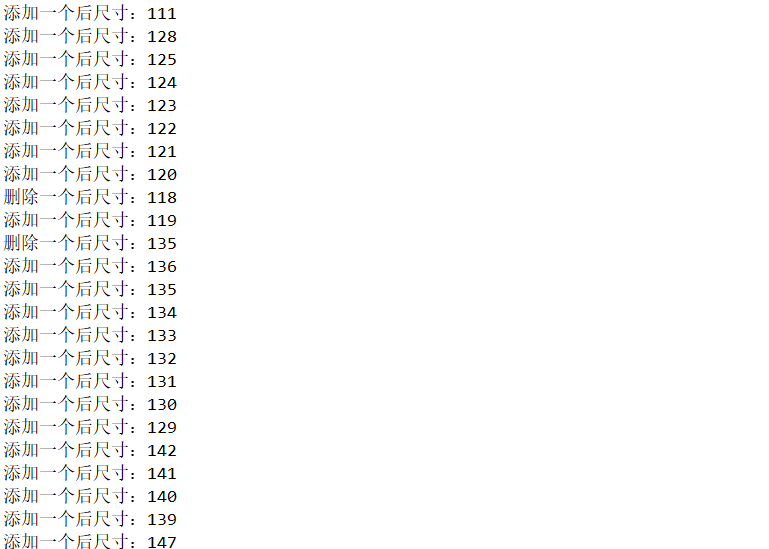 添加一个后尺寸：111
添加一个后尺寸：128
添加一个后尺寸：125
添加一个后尺寸：124
添加一个后尺寸：123
添加一个后尺寸：122
添加一个后尺寸：121
添加一个后尺寸：120
删除一个后尺寸：118
添加一个后尺寸：119
删除一个后尺寸：135
添加一个后尺寸：136
添加一个后尺寸：135
添加一个后尺寸：134
添加一个后尺寸：133
添加一个后尺寸：132
添加一个后尺寸：131
添加一个后尺寸：130
添加一个后尺寸：129
添加一个后尺寸：142
添加一个后尺寸：141
添加一个后尺寸：140
添加一个后尺寸：139
添加一个后尺寸：147